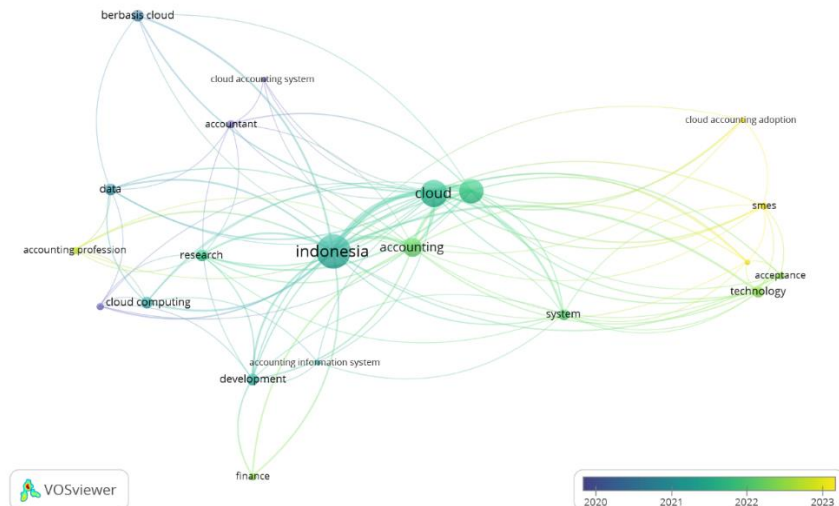 berbasis cloud
cloud accounting system
accountant
cloud accounting adoption
data
cloud
smes
accounting profession
research
indonesia
accounting
acceptance
technology
cloud computing
system
accounting information system
development
finance
VOSviewer
2020 2021 2022 2023